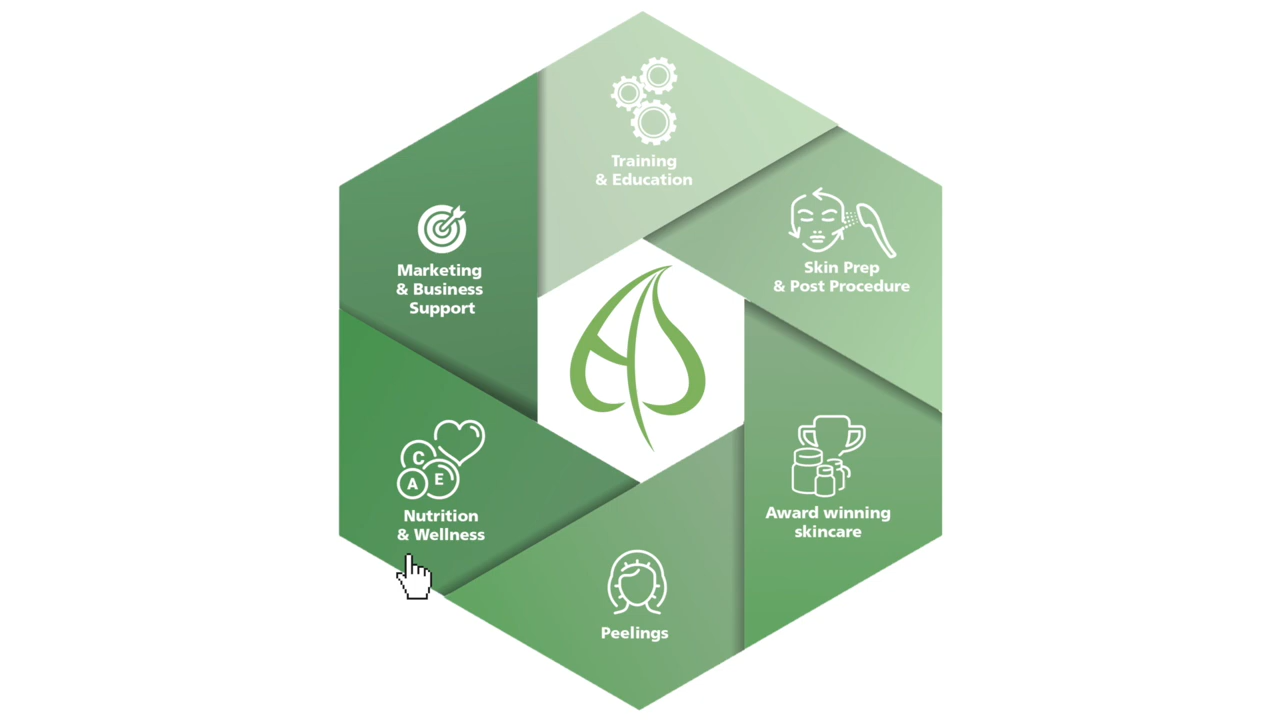 Training
& Education
Skin Prep
& Post Procedure
Award winning
skincare
Peelings
C
A
E
Nutrition
& Wellness
Marketing
& Business
Support